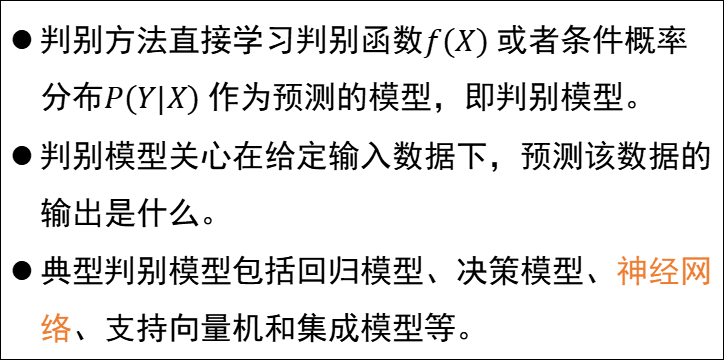 ● 判别方法直接学习判别函数f(X) 或者条件概率
分布P(Y|X) 作为预测的模型，即判别模型。
● 判别模型关心在给定输入数据下，预测该数据的
输出是什么。
● 典型判别模型包括回归模型、决策模型、神经网
络、支持向量机和集成模型等。